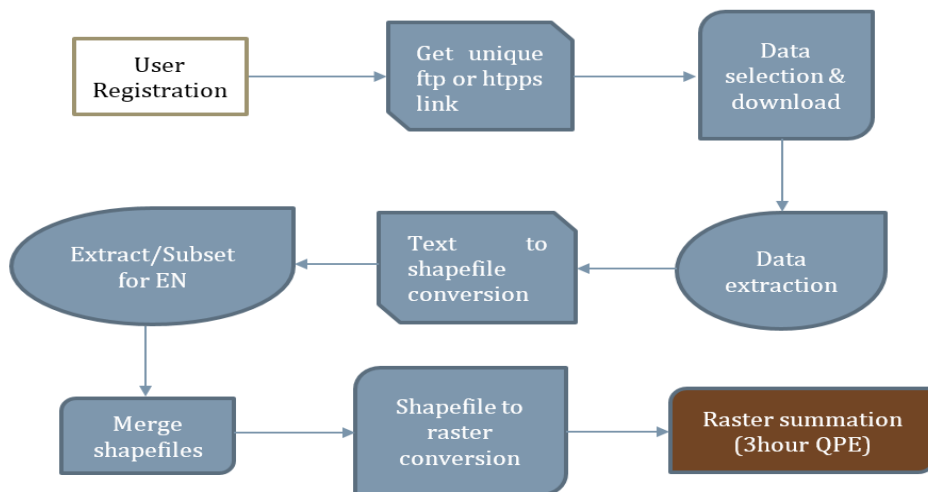 User
Registration
Get unique
ftp or htpps
link
Data
selection &
download
Data
extraction
Text to
shapefile
conversion
Extract/Subset
for EN
Merge
shapefiles
Shapefile to
raster
conversion
Raster summation
(3hour QPE)